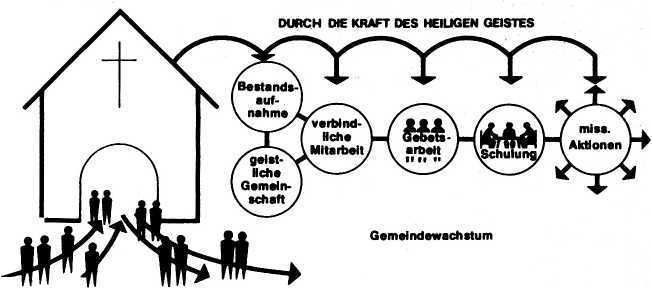 DURCH DIE KRAFT DES HEILIGEN GEISTES
Bestands-
auf-
nahme
geist-
liche
Gemein-
schaft
verbind-
liche
Mitarbeit
Gebets-
arbeit
Schulung
miss.
Aktionen
Gemeindewachstum